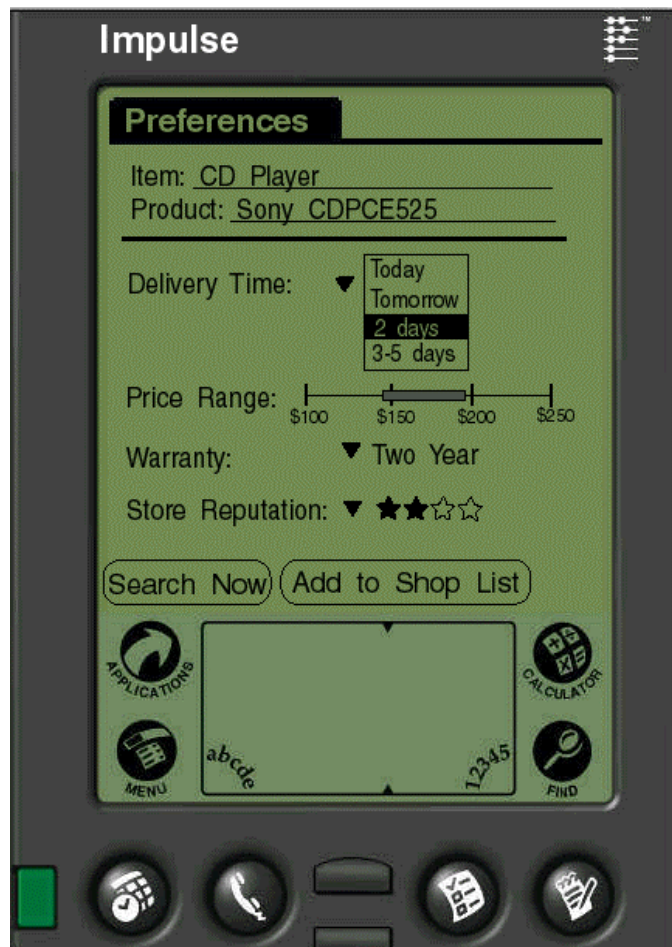 Impulse
™
Preferences
Item: CD Player
Product: Sony CDPCE525
Delivery Time:
Today
Tomorrow
2 days
3-5 days
Price Range:
$100 $150 $200 $250
Warranty: Two Year
Store Reputation:
Search Now Add to Shop List
APPLICATIONS CALCULATOR
abcde 12345
MENU FIND